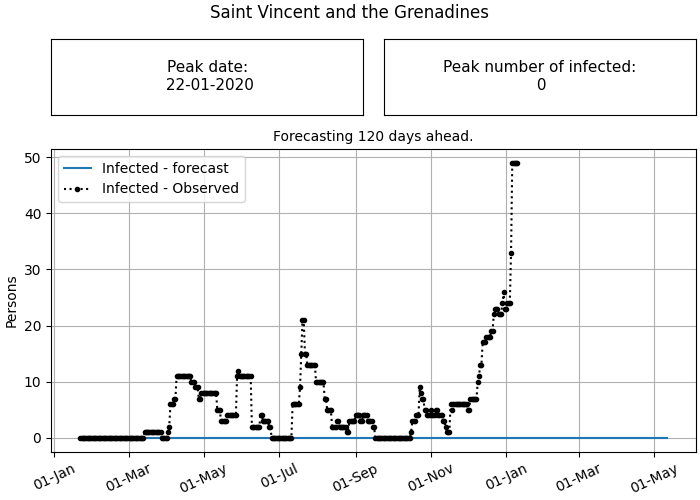 Saint Vincent and the Grenadines
Peak date:
22-01-2020
Peak number of infected:
0
Forecasting 120 days ahead.
Infected - forecast
Infected - Observed
Persons
50
40
30
20
10
0
01-Jan
01-Mar
01-May
01-Jul
01-Sep
01-Nov
01-Jan
01-Mar
01-May